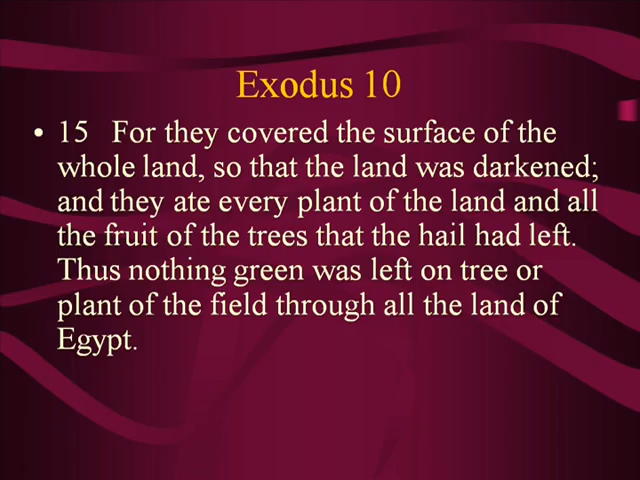 Exodus 10
• 15 For they covered the surface of the
whole land, so that the land was darkened;
and they ate every plant of the land and all
the fruit of the trees that the hail had left.
Thus nothing green was left on tree or
plant of the field through all the land of
Egypt.